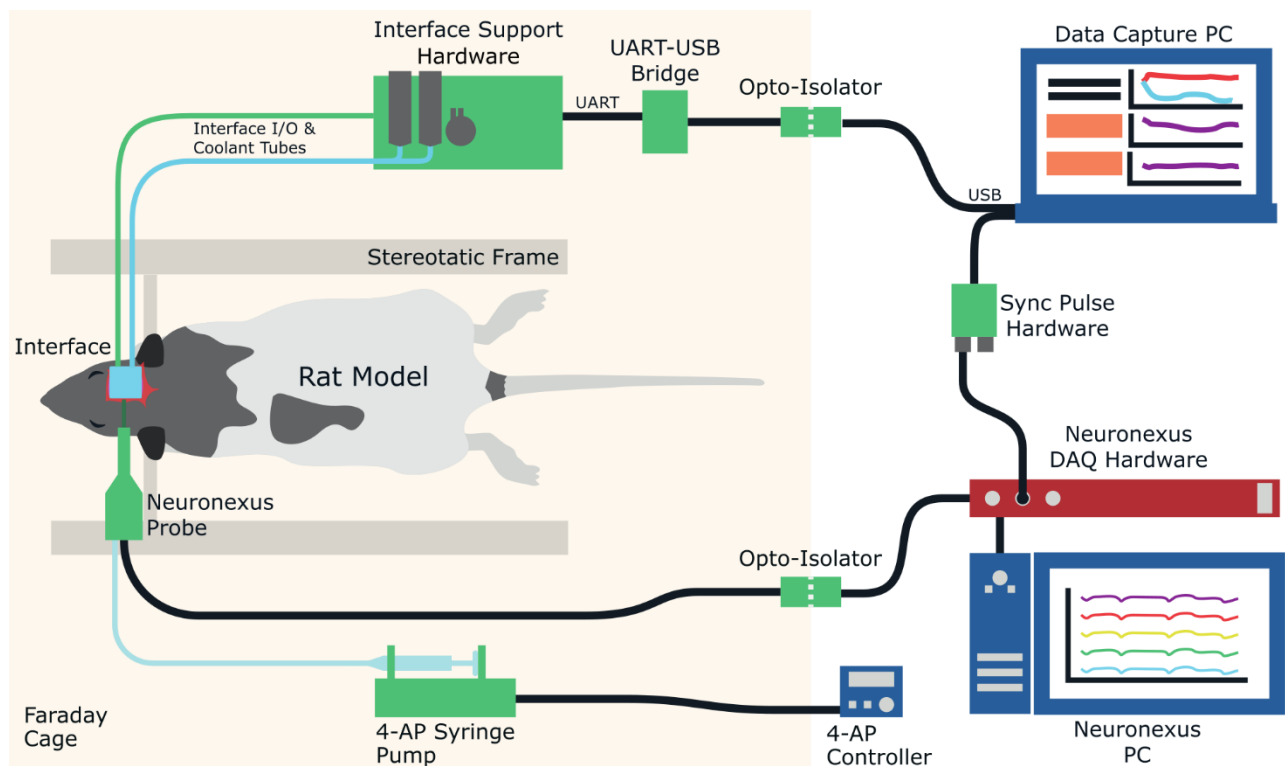 Interface Support
Hardware
UART-USB
Bridge
Data Capture PC
Opto-Isolator
UART
Interface I/O &
Coolant Tubes
USB
Stereotatic Frame
Sync Pulse
Hardware
Interface
Rat Model
Neuronexus
DAQ Hardware
Neuronexus
Probe
Opto-Isolator
Faraday
Cage
4-AP Syringe
Pump
4-AP
Controller
Neuronexus
PC